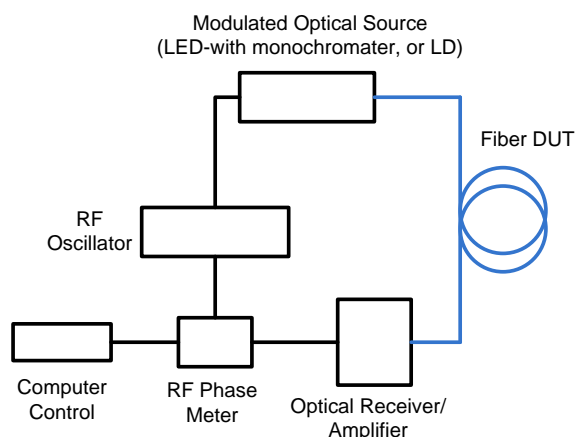 Modulated Optical Source
(LED-with monochromater, or LD)
Fiber DUT
RF
Oscillator
Computer
Control
RF Phase
Meter
Optical Receiver/
Amplifier